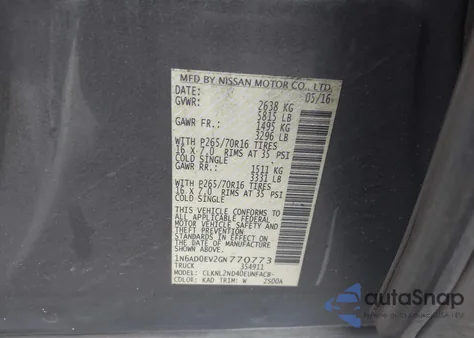 MFD BY NISSAN MOTOR CO., LTD.
DATE: 05/16
GVWR: 2638 KG
5815 LB
GAWR FR.: 1495 KG
3296 LB
WITH P265/70R16 TIRES
16 X 7.0 RIMS AT 35 PSI
COLD SINGLE
GAWR RR.: 1511 KG
3331 LB
WITH P265/70R16 TIRES
16 X 7.0 RIMS AT 35 PSI
COLD SINGLE
THIS VEHICLE CONFORMS TO ALL
APPLICABLE FEDERAL MOTOR
VEHICLE SAFETY STANDARDS IN
EFFECT ON THE DATE OF
MANUFACTURE SHOWN ABOVE.
1N6AD0EV2GN770773
TRUCK 354911
MODEL: CLKNL2ND40EUNFACB-
COLOR: KAD TRIM: W 2500A
autoSnap